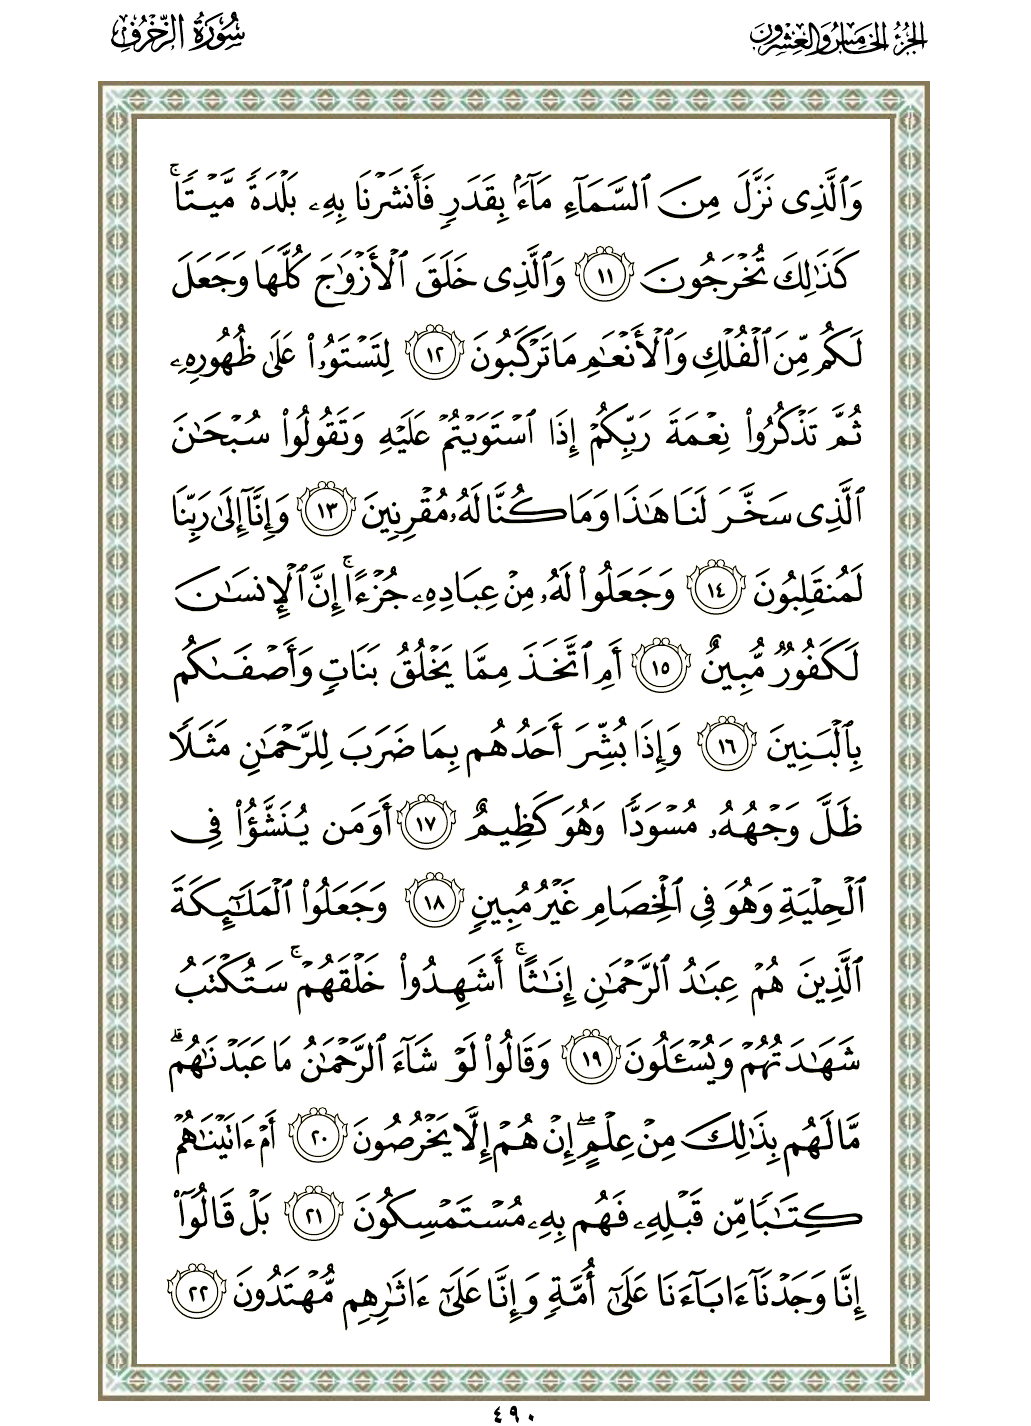 الجزء الخامس والعشرون
سورة الزخرف
وَٱلَّذِى نَزَّلَ مِنَ ٱلسَّمَآءِ مَآءَۢ بِقَدَرٍ فَأَنشَرْنَا بِهِۦ بَلْدَةً مَّيْتًا ۚ
كَذَٰلِكَ تُخْرَجُونَ ١١ وَٱلَّذِى خَلَقَ ٱلْأَزْوَٰجَ كُلَّهَا وَجَعَلَ
لَكُم مِّنَ ٱلْفُلْكِ وَٱلْأَنْعَٰمِ مَا تَرْكَبُونَ ١٢ لِتَسْتَوُۥا۟ عَلَىٰ ظُهُورِهِۦ
ثُمَّ تَذْكُرُوا۟ نِعْمَةَ رَبِّكُمْ إِذَا ٱسْتَوَيْتُمْ عَلَيْهِ وَتَقُولُوا۟ سُبْحَٰنَ
ٱلَّذِى سَخَّرَ لَنَا هَٰذَا وَمَا كُنَّا لَهُۥ مُقْرِنِينَ ١٣ وَإِنَّآ إِلَىٰ رَبِّنَا
لَمُنقَلِبُونَ ١٤ وَجَعَلُوا۟ لَهُۥ مِنْ عِبَادِهِۦ جُزْءًا ۚ إِنَّ ٱلْإِنسَٰنَ
لَكَفُورٌ مُّبِينٌ ١٥ أَمِ ٱتَّخَذَ مِمَّا يَخْلُقُ بَنَاتٍ وَأَصْفَىٰكُم
بِٱلْبَنِينَ ١٦ وَإِذَا بُشِّرَ أَحَدُهُم بِمَا ضَرَبَ لِلرَّحْمَٰنِ مَثَلًا
ظَلَّ وَجْهُهُۥ مُسْوَدًّا وَهُوَ كَظِيمٌ ١٧ أَوَمَن يُنَشَّؤُا۟ فِى
ٱلْحِلْيَةِ وَهُوَ فِى ٱلْخِصَامِ غَيْرُ مُبِينٍ ١٨ وَجَعَلُوا۟ ٱلْمَلَٰٓئِكَةَ
ٱلَّذِينَ هُمْ عِبَٰدُ ٱلرَّحْمَٰنِ إِنَٰثًا ۚ أَشَهِدُوا۟ خَلْقَهُمْ ۚ سَتُكْتَبُ
شَهَٰدَتُهُمْ وَيُسْـَٔلُونَ ١٩ وَقَالُوا۟ لَوْ شَآءَ ٱلرَّحْمَٰنُ مَا عَبَدْنَٰهُم ۗ
مَّا لَهُم بِذَٰلِكَ مِنْ عِلْمٍ ۖ إِنْ هُمْ إِلَّا يَخْرُصُونَ ٢٠ أَمْ ءَاتَيْنَٰهُمْ
كِتَٰبًا مِّن قَبْلِهِۦ فَهُم بِهِۦ مُسْتَمْسِكُونَ ٢١ بَلْ قَالُوٓا۟
إِنَّا وَجَدْنَآ ءَابَآءَنَا عَلَىٰٓ أُمَّةٍ وَإِنَّا عَلَىٰٓ ءَاثَٰرِهِم مُّهْتَدُونَ ٢٢
٤٩٠